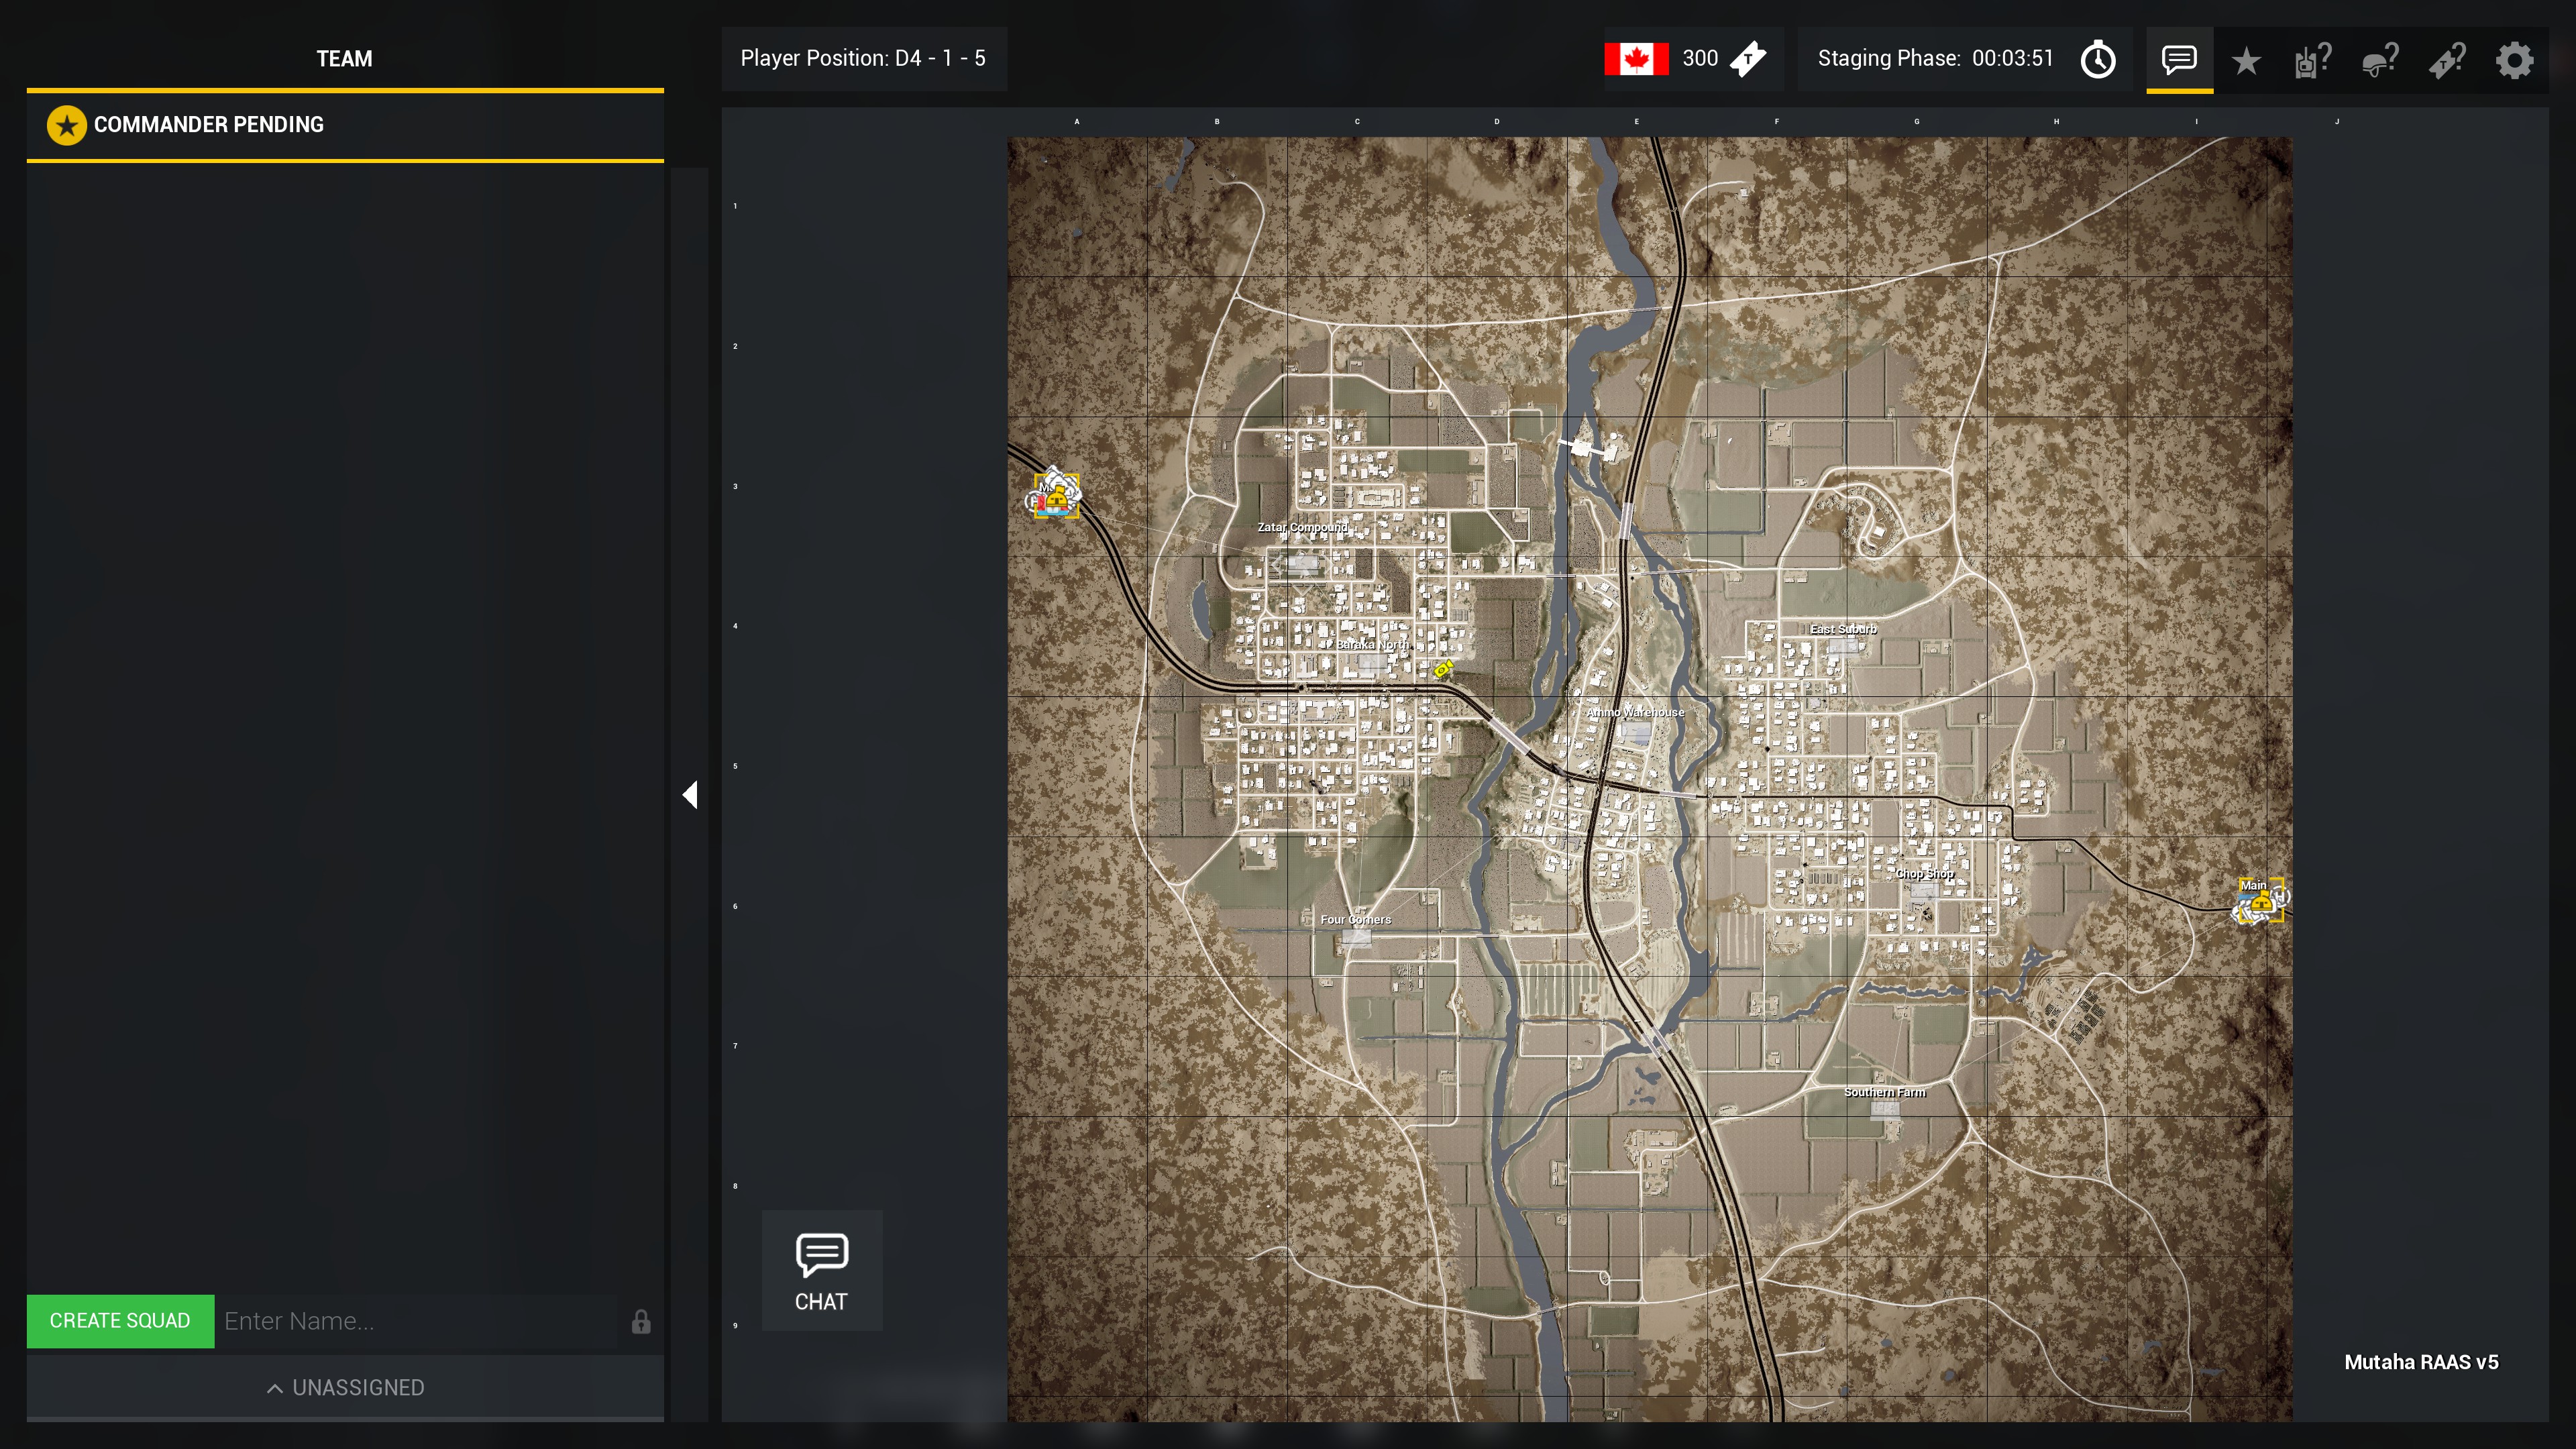 TEAM
Player Position: D4 - 1 - 5
300
Staging Phase: 00:03:51
COMMANDER PENDING
A B C D E F G H I J
1
2
3
Zatar Compound
4
Baraka North
East Suburb
Ammo Warehouse
5
Chop Shop
Main
6
Four Corners
7
Southern Farm
8
CHAT
9
CREATE SQUAD
Enter Name...
UNASSIGNED
Mutaha RAAS v5